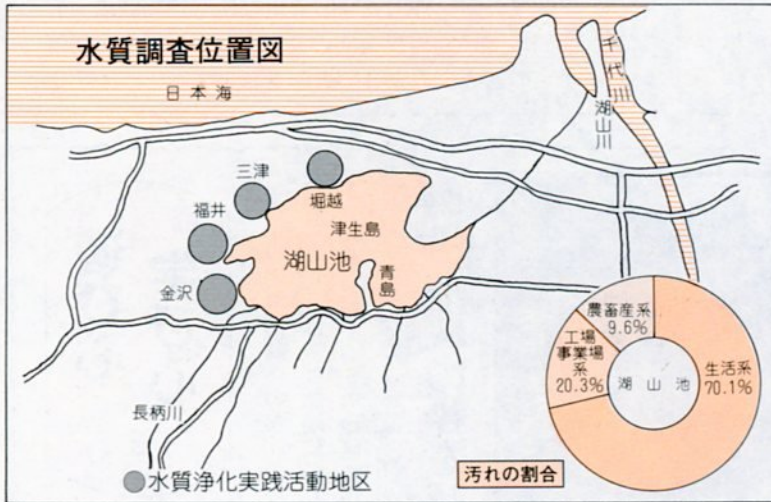 水質調査位置図
日本海
千代川
湖山川
三津
堀越
福井
津生島
湖山池
青島
金沢
農畜産系
9.6%
工場
事業場
系
20.3%
生活系
70.1%
湖山池
長柄川
水質浄化実践活動地区
汚れの割合